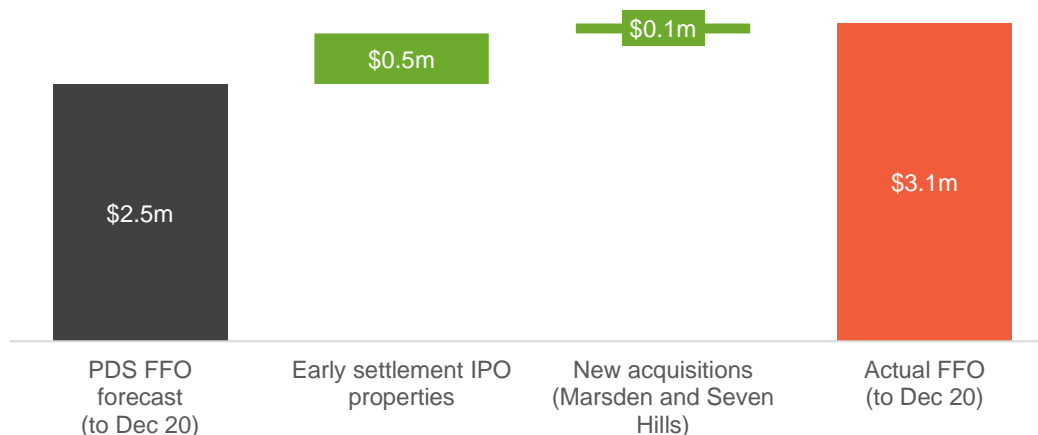 $0.1m
$0.5m
$3.1m
$2.5m
PDS FFO
forecast
(to Dec 20)
Early settlement IPO
properties
New acquisitions
(Marsden and Seven
Hills)
Actual FFO
(to Dec 20)